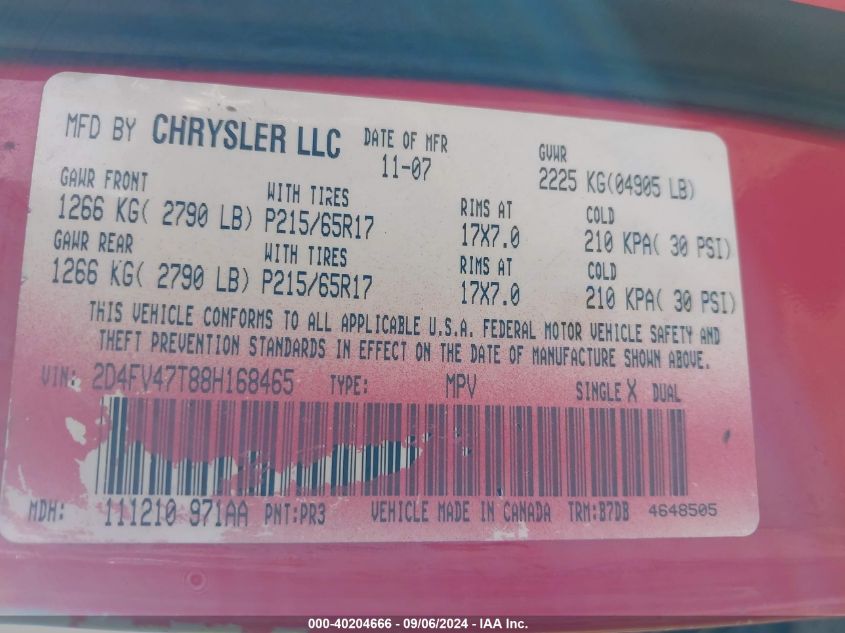 MFD BY CHRYSLER LLC DATE OF MFR GVWR
11-07 2225 KG(04905 LB)
GAWR FRONT WITH TIRES RIMS AT COLD
1266 KG( 2790 LB) P215/65R17 17X7.0 210 KPA( 30 PSI)
GAWR REAR WITH TIRES RIMS AT COLD
1266 KG( 2790 LB) P215/65R17 17X7.0 210 KPA( 30 PSI)
THIS VEHICLE CONFORMS TO ALL APPLICABLE U.S.A. FEDERAL MOTOR VEHICLE SAFETY AND
THEFT PREVENTION STANDARDS IN EFFECT ON THE DATE OF MANUFACTURE SHOWN ABOVE.
VIN: 2D4FV47T88H168465 TYPE: MPV SINGLE X DUAL
MDH: 111210 971AA PNT:PR3 VEHICLE MADE IN CANADA TRM:B7DB 4648505
000-40204666 - 09/06/2024 - IAA Inc.